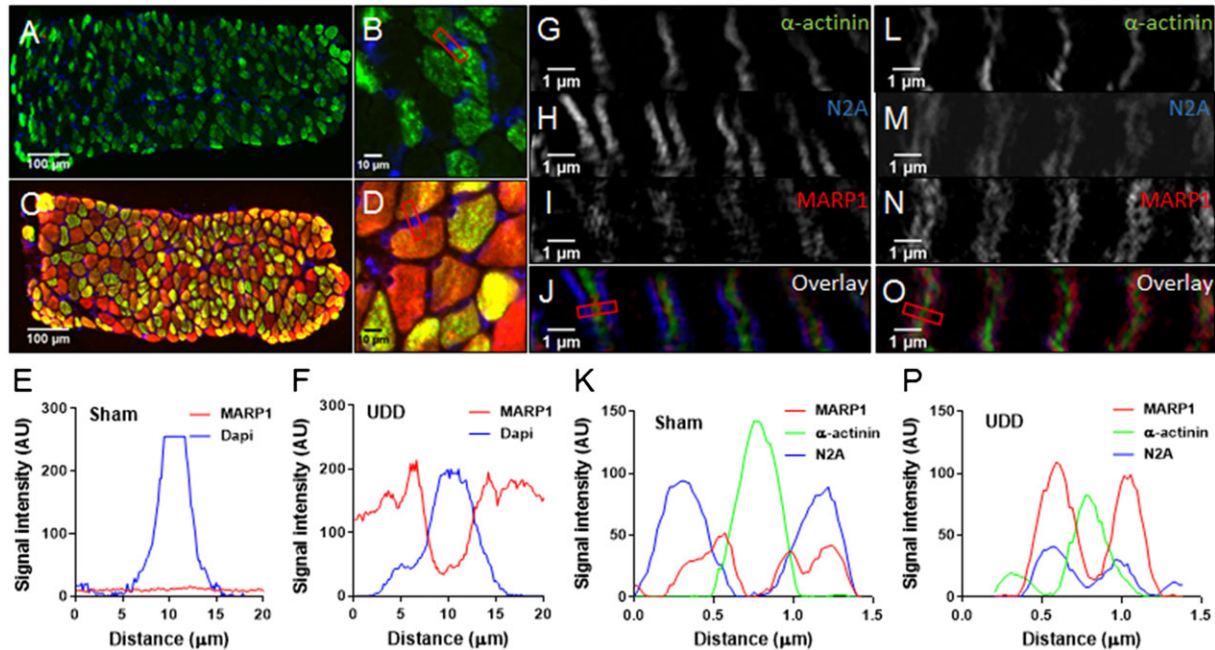 A
100 µm
B
10 µm
C
100 µm
D
10 µm
G
α-actinin
1 µm
H
N2A
1 µm
I
MARP1
1 µm
J
Overlay
1 µm
L
α-actinin
1 µm
M
N2A
1 µm
N
MARP1
1 µm
O
Overlay
1 µm
E
Sham
MARP1
Dapi
Signal intensity (AU)
300
200
100
0
0 5 10 15 20
Distance (µm)
F
UDD
MARP1
Dapi
Signal intensity (AU)
300
200
100
0
0 5 10 15 20
Distance (µm)
K
Sham
MARP1
α-actinin
N2A
Signal intensity (AU)
150
100
50
0
0.0 0.5 1.0 1.5
Distance (µm)
P
UDD
MARP1
α-actinin
N2A
Signal intensity (AU)
150
100
50
0
0.0 0.5 1.0 1.5
Distance (µm)